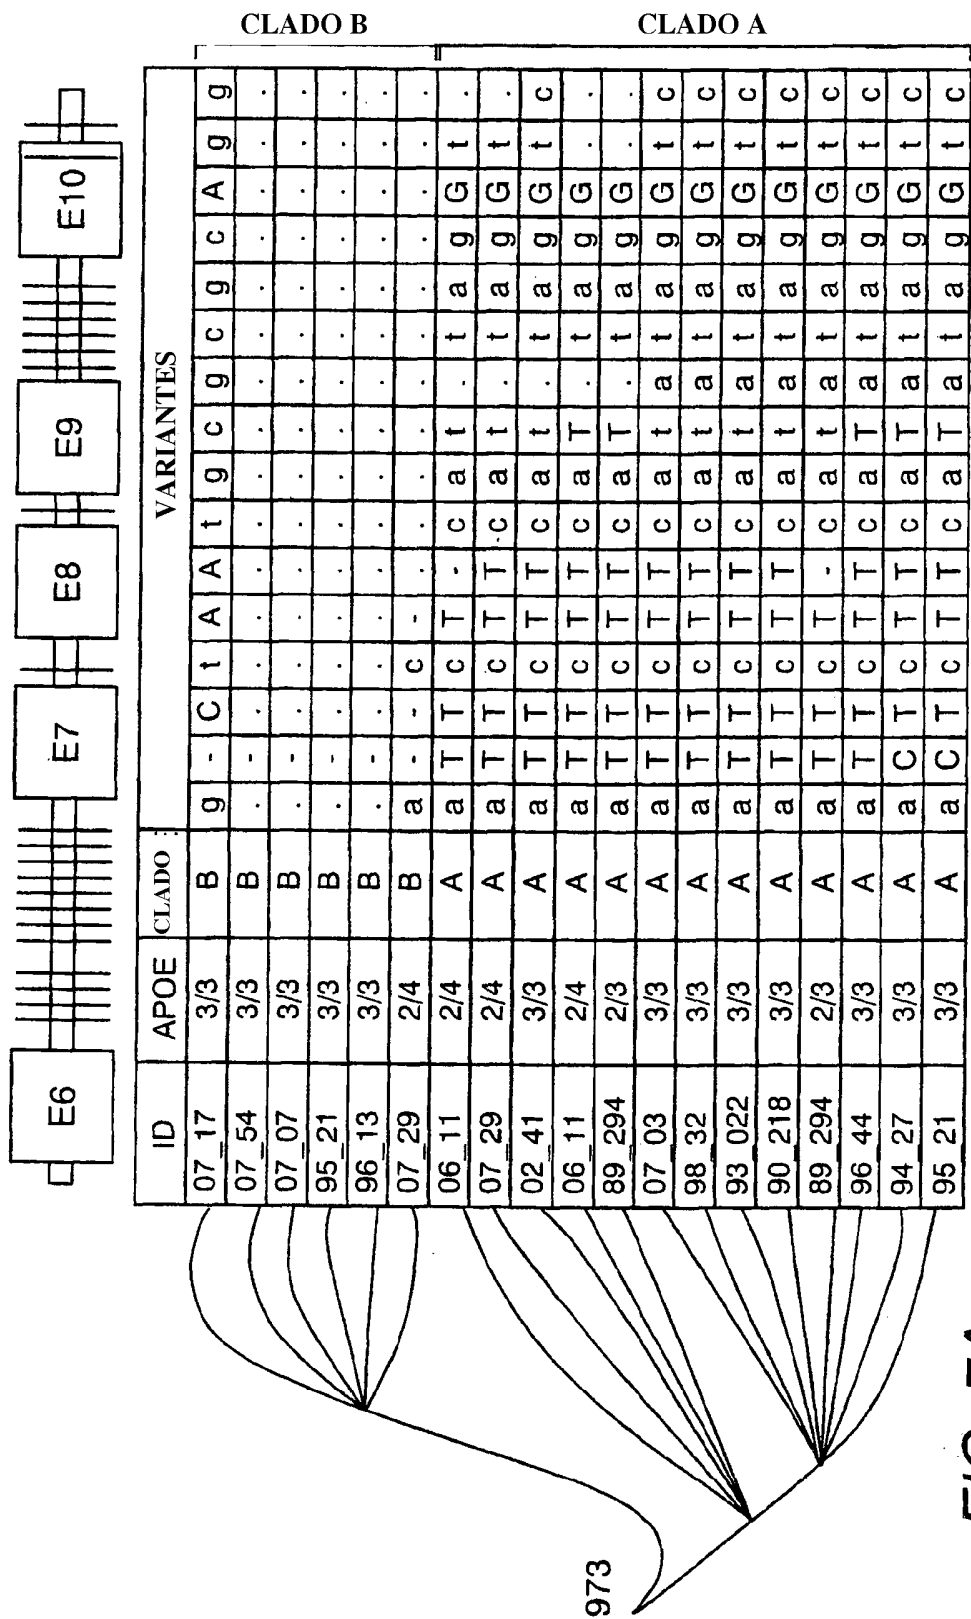 CLADO B
CLADO A
E6 E7 E8 E9 E10
ID APOE CLADO VARIANTES
07_17 3/3 B g - C t A A t g c g c g c A g g
07_54 3/3 B . - . . . . . . . . . . . . . .
07_07 3/3 B . - . . . . . . . . . . . . . .
95_21 3/3 B . - . . . . . . . . . . . . . .
96_13 3/3 B . - . . . . . . . . . . . . . .
07_29 2/4 B a - - c - . . . . . . . . . . .
06_11 2/4 A a T T c T - c a t . t a g G t .
07_29 2/4 A a T T c T T c a t . t a g G t .
02_41 3/3 A a T T c T T c a t . t a g G t c
06_11 2/4 A a T T c T T c a T . t a g G . .
89_294 2/3 A a T T c T T c a T . t a g G . .
07_03 3/3 A a T T c T T c a t a t a g G t c
98_32 3/3 A a T T c T T c a t a t a g G t c
93_022 3/3 A a T T c T T c a t a t a g G t c
90_218 3/3 A a T T c T T c a t a t a g G t c
89_294 2/3 A a T T c T - c a t a t a g G t c
96_44 3/3 A a T T c T T c a T a t a g G t c
94_27 3/3 A a C T c T T c a T a t a g G t c
95_21 3/3 A a C T c T T c a T a t a g G t c
973